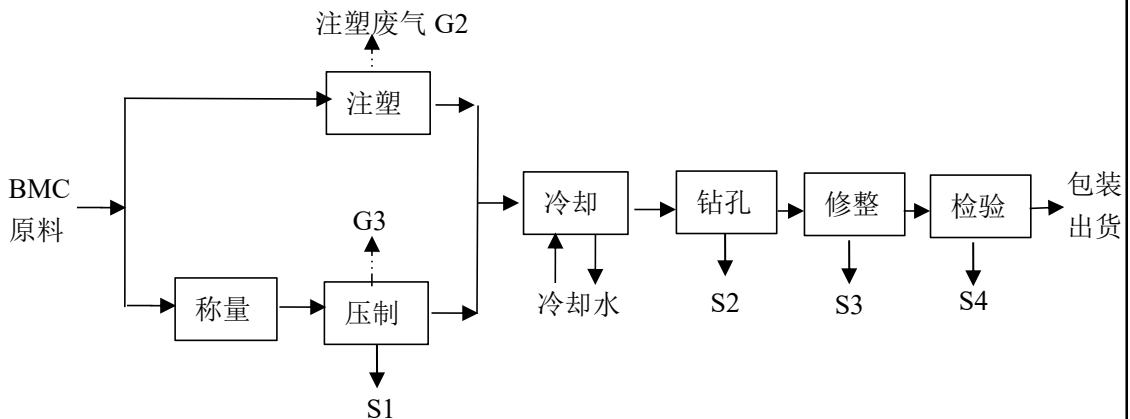 注塑废气 G2
注塑
BMC
原料
G3
称量
压制
S1
冷却
冷却水
钻孔
S2
修整
S3
检验
S4
包装
出货